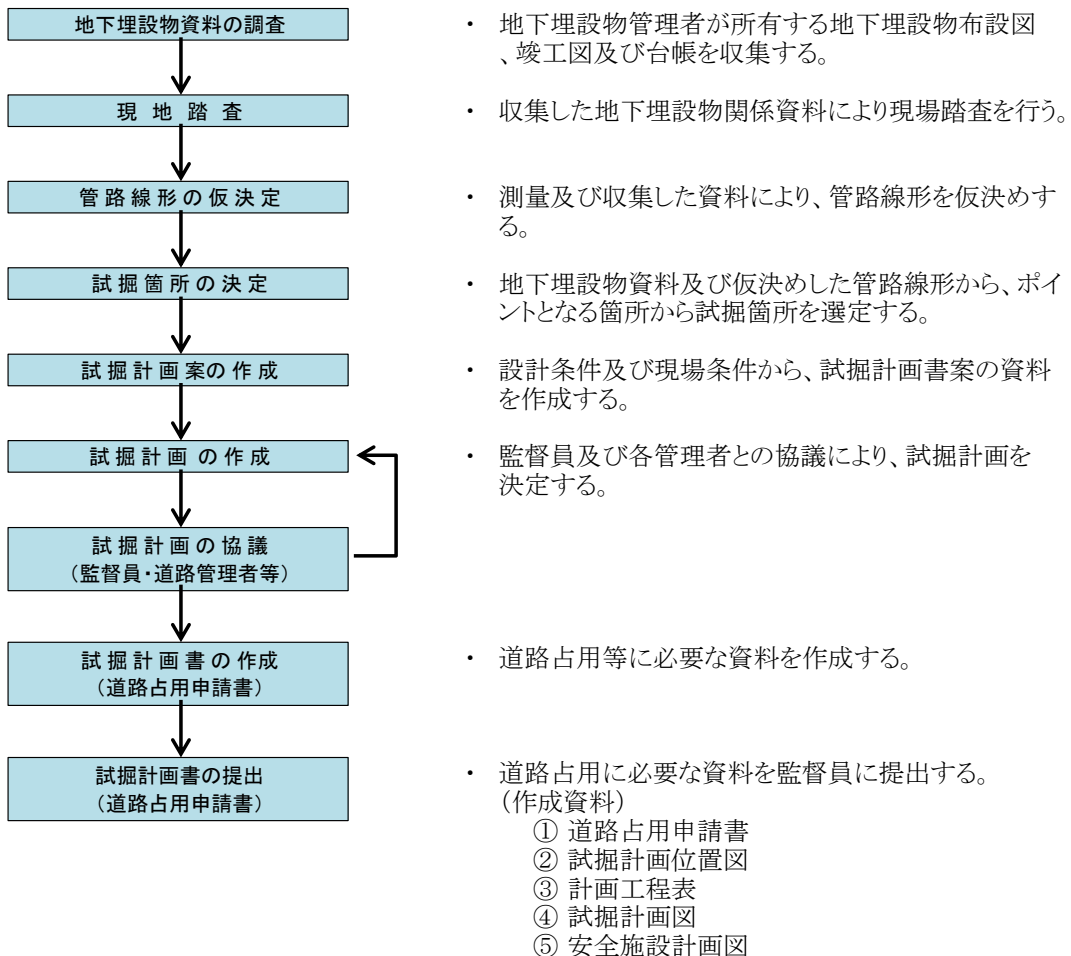 地下埋設物資料の調査
・ 地下埋設物管理者が所有する地下埋設物布設図
、竣工図及び台帳を収集する。
現 地 踏 査
・ 収集した地下埋設物関係資料により現場踏査を行う。
管 路 線 形 の 仮 決 定
・ 測量及び収集した資料により、管路線形を仮決めす
る。
試 掘 箇 所 の 決 定
・ 地下埋設物資料及び仮決めした管路線形から、ポイ
ントとなる箇所から試掘箇所を選定する。
試 掘 計 画 案 の 作 成
・ 設計条件及び現場条件から、試掘計画書案の資料
を作成する。
試 掘 計 画 の 作 成
・ 監督員及び各管理者との協議により、試掘計画を
決定する。
試 掘 計 画 の 協 議
（監督員・道路管理者等）
試 掘 計 画 書 の 作 成
（道路占用申請書）
・ 道路占用等に必要な資料を作成する。
試掘計画書の提出
（道路占用申請書）
・ 道路占用に必要な資料を監督員に提出する。
（作成資料）
① 道路占用申請書
② 試掘計画位置図
③ 計画工程表
④ 試掘計画図
⑤ 安全施設計画図